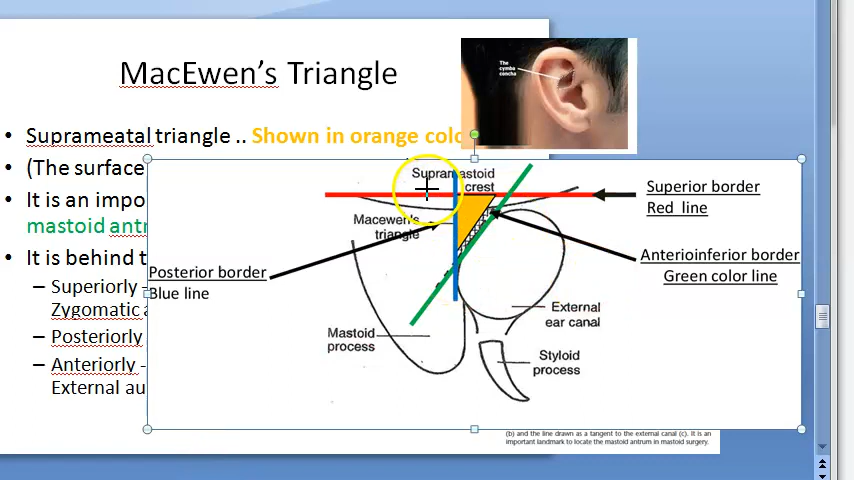 MacEwen's Triangle
The
cymba
concha
• Suprameatal triangle .. Shown in orange colo
• (The surface
• It is an impo
mastoid antr
• It is behind t
– Superiorly –
Zygomatic a
– Posteriorly
– Anteriorly -
External au
Supramastoid
crest
Macewen's
triangle
Superior border
Red line
Anterioinferior border
Green color line
Posterior border
Blue line
External
ear canal
Mastoid
process
Styloid
process
(b) and the line drawn as a tangent to the external canal (c). It is an
important landmark to locate the mastoid antrum in mastoid surgery.